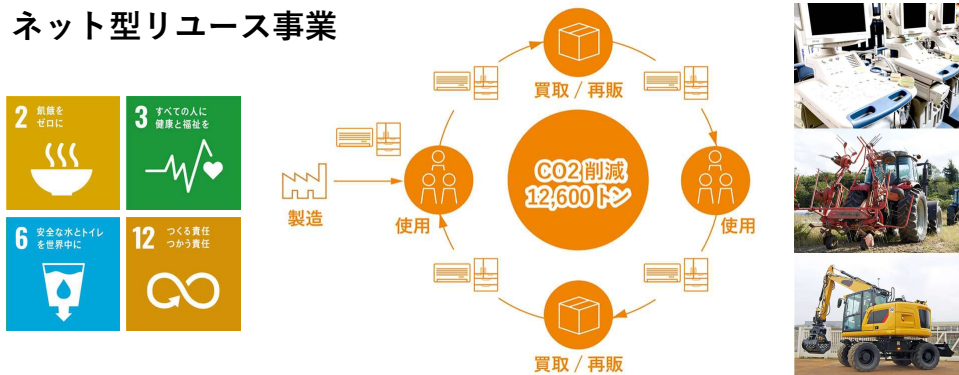 ネット型リユース事業
2 飢餓を
ゼロに
3 すべての人に
健康と福祉を
6 安全な水とトイレ
を世界中に
12 つくる責任
つかう責任
買取 / 再販
製造
使用
CO2 削減
12,600 トン
使用
買取 / 再販